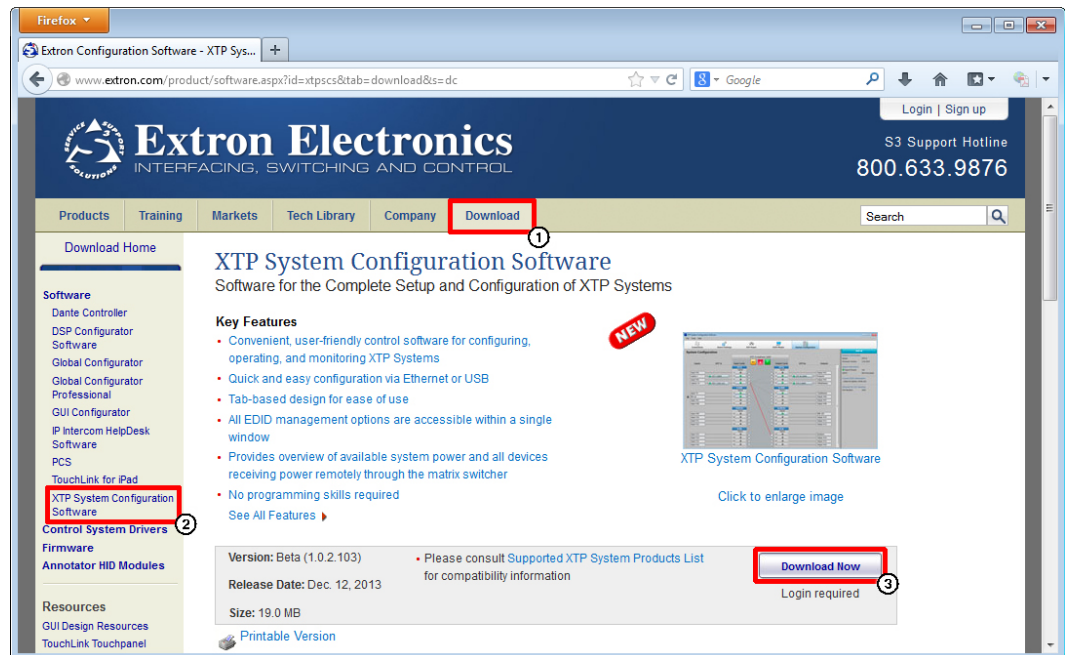 Firefox
Extron Configuration Software - XTP Sys...
www.extron.com/product/software.aspx?id=xtpscs&tab=download&s=dc
Google
Login | Sign up
SERVICE SUPPORT SOLUTIONS
Extron Electronics
INTERFACING, SWITCHING AND CONTROL
S3 Support Hotline
800.633.9876
Products Training Markets Tech Library Company Download
Search
1
Download Home
Software
Dante Controller
DSP Configurator
Software
Global Configurator
Global Configurator
Professional
GUI Configurator
IP Intercom HelpDesk
Software
PCS
TouchLink for iPad
XTP System Configuration
Software
2
Control System Drivers
Firmware
Annotator HID Modules
Resources
GUI Design Resources
TouchLink Touchpanel
XTP System Configuration Software
Software for the Complete Setup and Configuration of XTP Systems
Key Features
• Convenient, user-friendly control software for configuring,
operating, and monitoring XTP Systems
• Quick and easy configuration via Ethernet or USB
• Tab-based design for ease of use
• All EDID management options are accessible within a single
window
• Provides overview of available system power and all devices
receiving power remotely through the matrix switcher
• No programming skills required
See All Features
NEW
XTP System Configuration Software
Click to enlarge image
Version: Beta (1.0.2.103)
Release Date: Dec. 12, 2013
Size: 19.0 MB
• Please consult Supported XTP System Products List
for compatibility information
Download Now
3
Login required
Printable Version